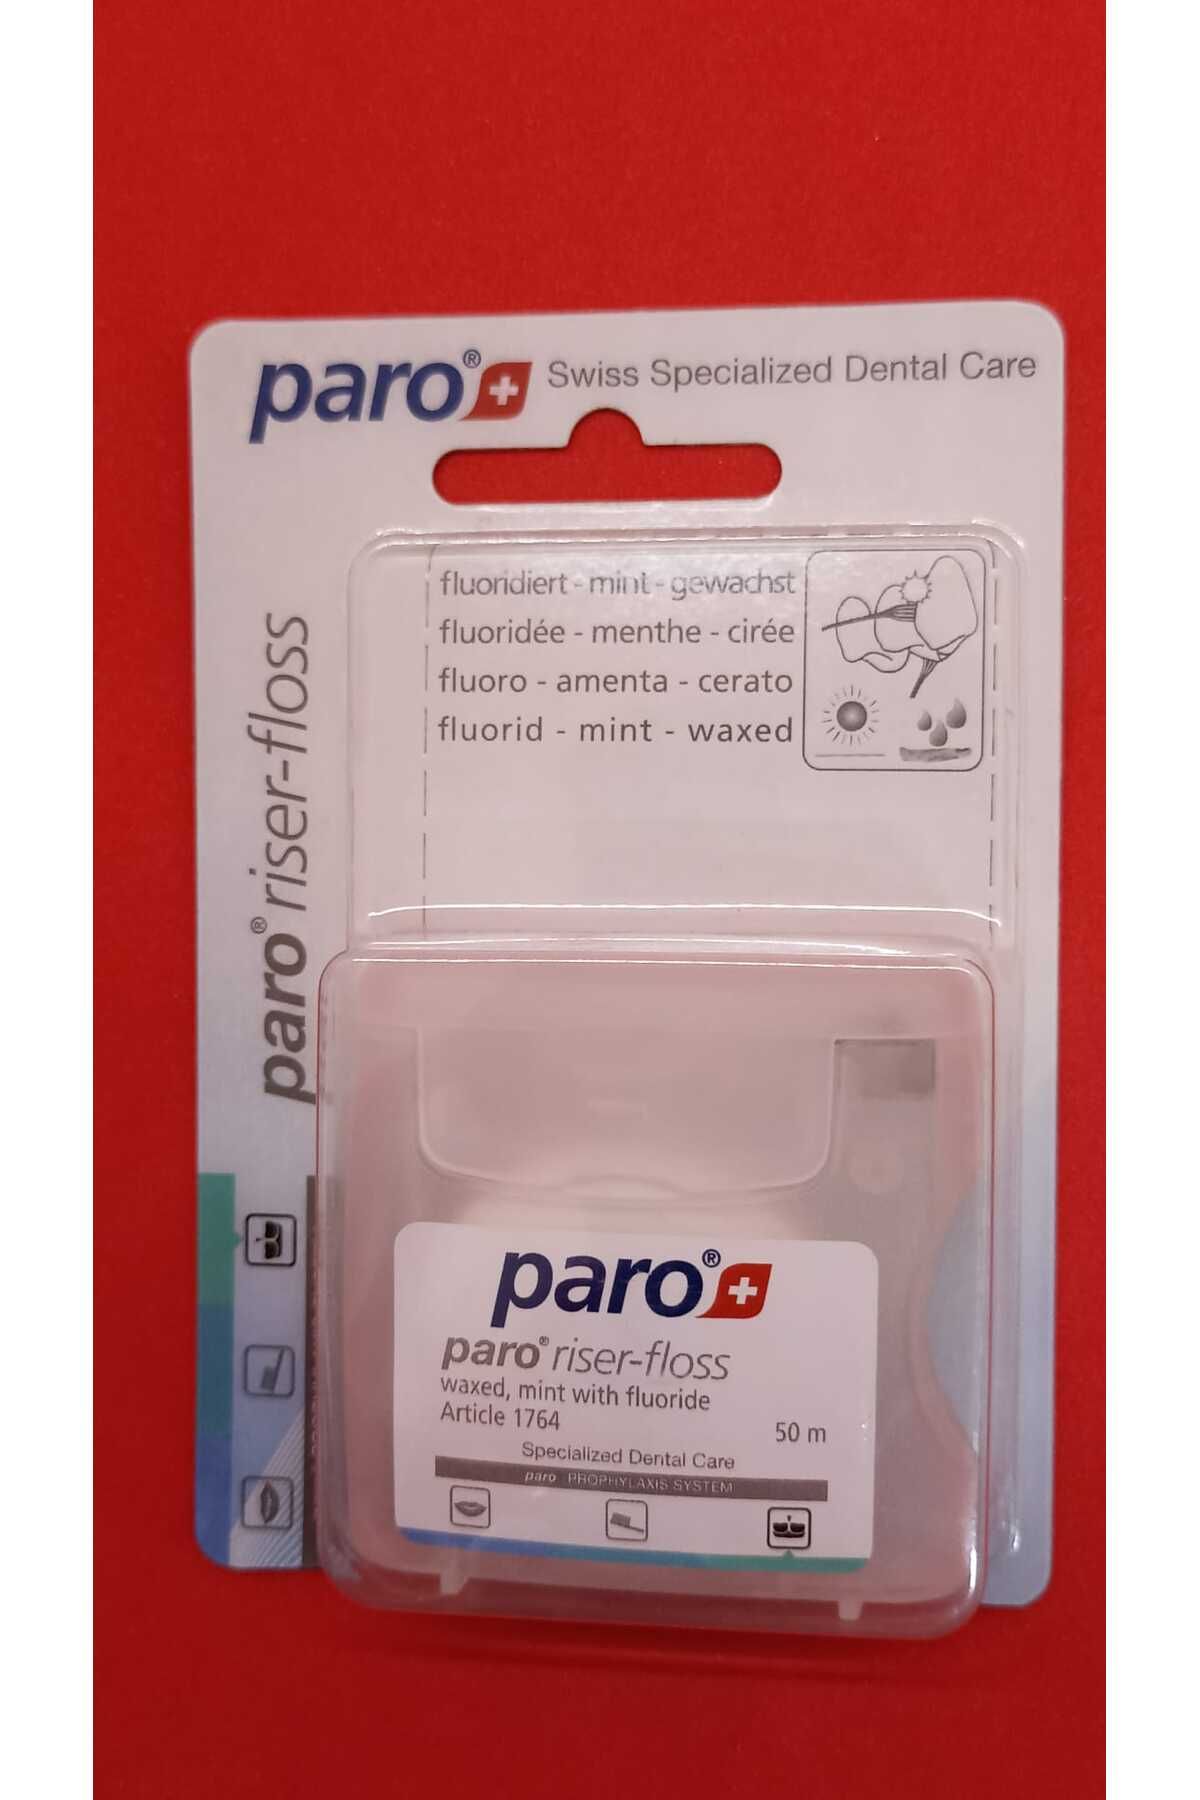 paro® Swiss Specialized Dental Care
fluoridiert - mint - gewachst
fluoridée - menthe - cirée
fluoro - amenta - cerato
fluorid - mint - waxed
paro® riser-floss
paro®
paro® riser-floss
waxed, mint with fluoride
Article 1764
50 m
Specialized Dental Care
paro PROPHYLAXIS SYSTEM